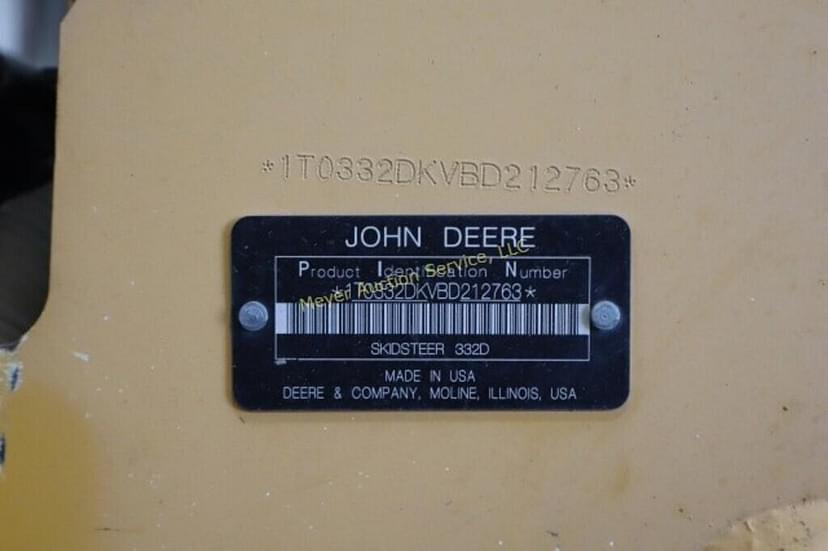 *1T0332DKVBD212763*
JOHN DEERE
Product Identification Number
*1T0332DKVBD212763*
SKIDSTEER 332D
MADE IN USA
DEERE & COMPANY, MOLINE, ILLINOIS, USA
Meyer Auction Service, LLC